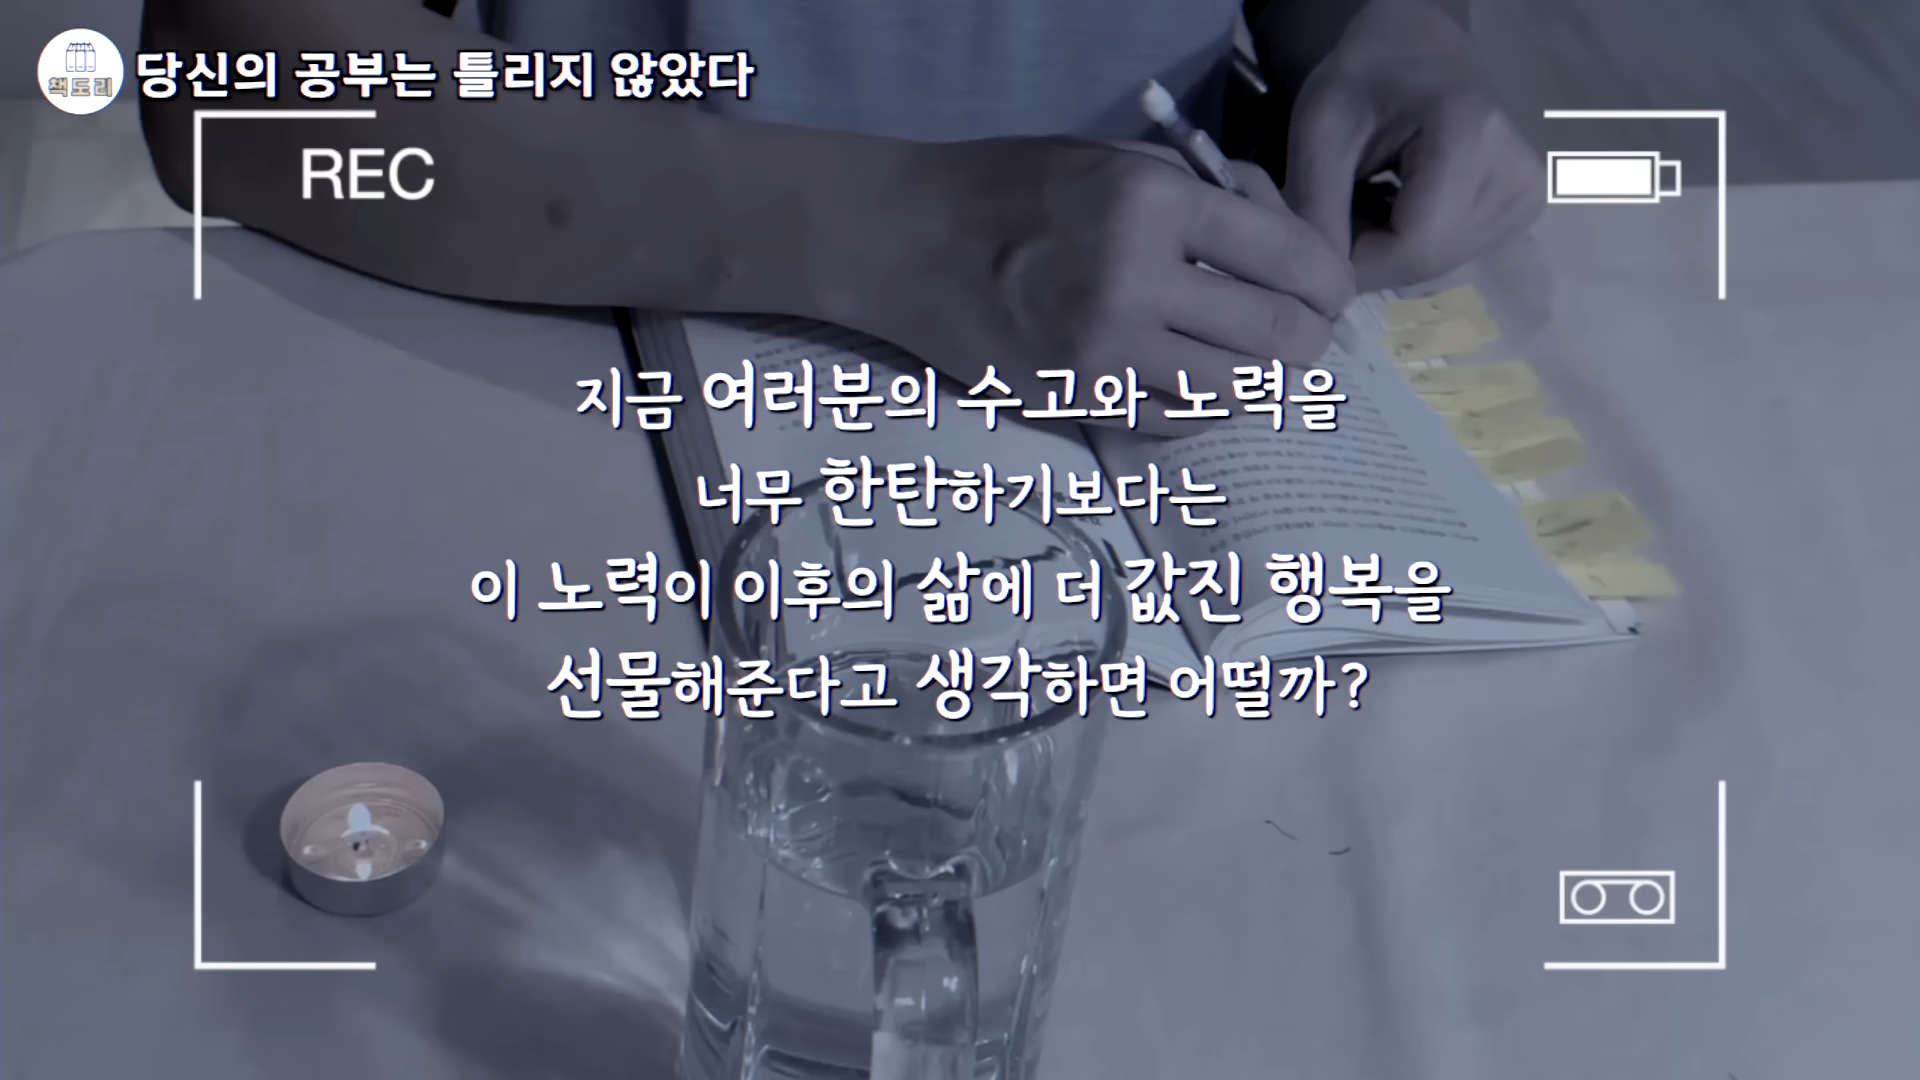 책도리
당신의 공부는 틀리지 않았다
REC
지금 여러분의 수고와 노력을
너무 한탄하기보다는
이 노력이 이후의 삶에 더 값진 행복을
선물해준다고 생각하면 어떨까?